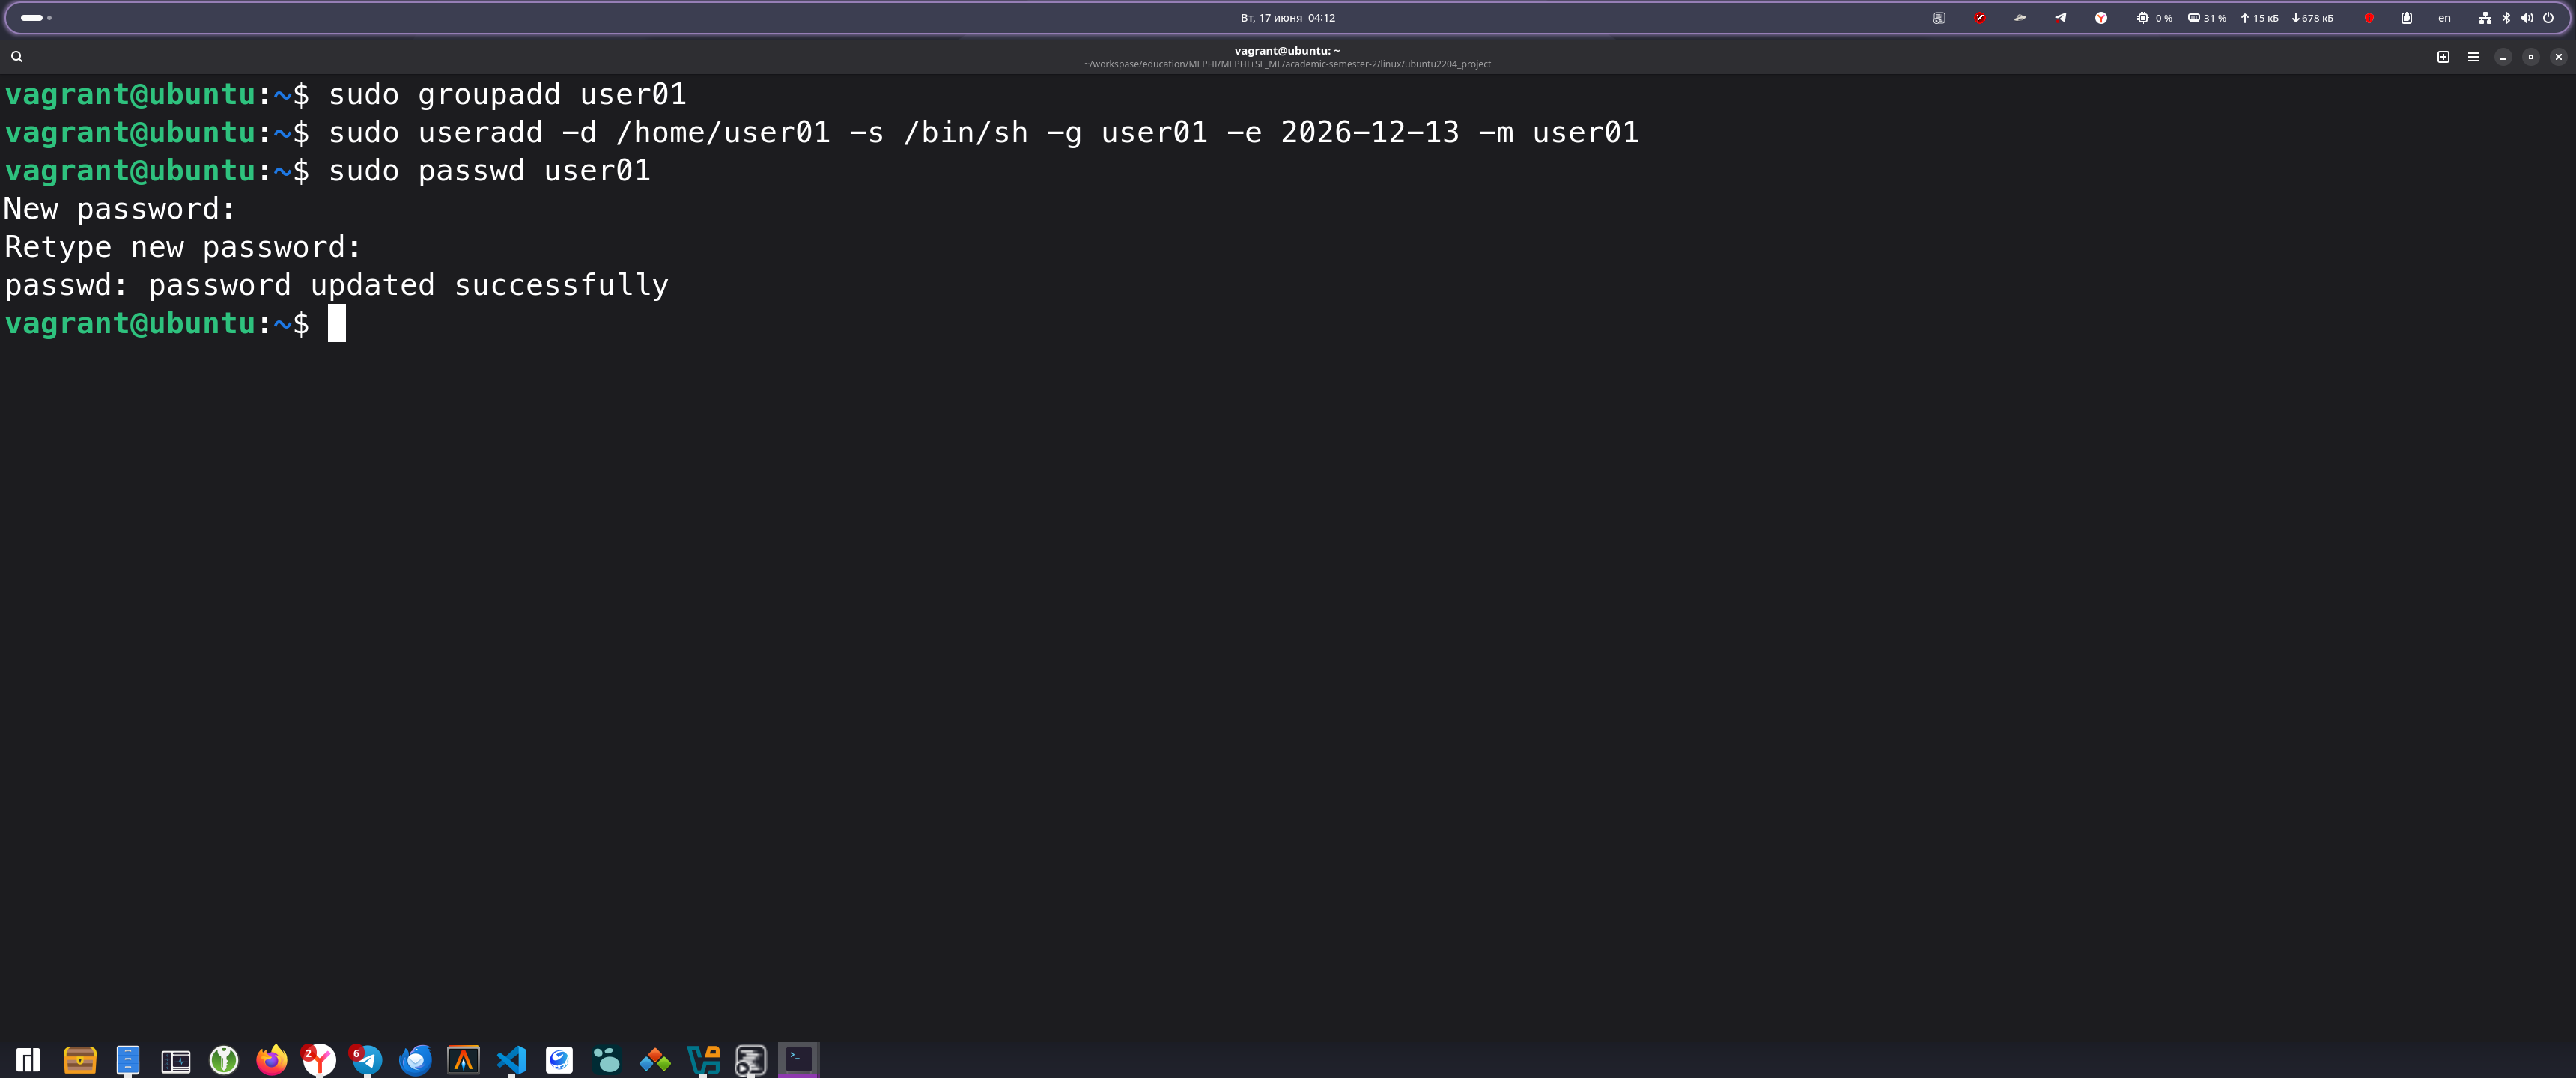 Вт, 17 июня 04:12
0 %
31 %
15 кБ
678 кБ
en
vagrant@ubuntu: ~
~/workspase/education/MEPHI/MEPHI+SF_ML/academic-semester-2/linux/ubuntu2204_project
vagrant@ubuntu:~$ sudo groupadd user01
vagrant@ubuntu:~$ sudo useradd -d /home/user01 -s /bin/sh -g user01 -e 2026-12-13 -m user01
vagrant@ubuntu:~$ sudo passwd user01
New password:
Retype new password:
passwd: password updated successfully
vagrant@ubuntu:~$
2
6